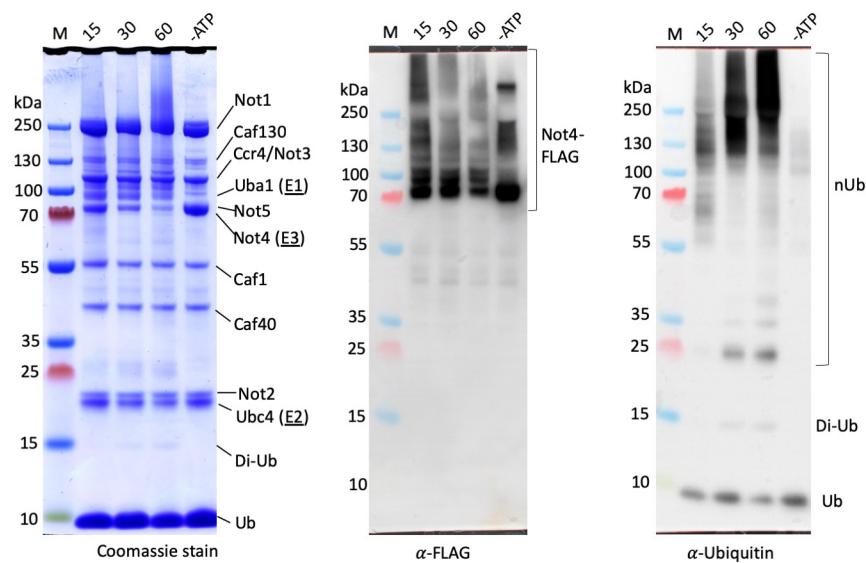 M 15 30 60 -ATP
kDa
250
130
100
70
55
35
25
15
10
Not1
Caf130
Ccr4/Not3
Uba1 (E1)
Not5
Not4 (E3)
Caf1
Caf40
Not2
Ubc4 (E2)
Di-Ub
Ub
Coomassie stain
M 15 30 60 -ATP
kDa
250
130
100
70
55
35
25
15
10
Not4-
FLAG
α-FLAG
M 15 30 60 -ATP
kDa
250
130
100
70
55
35
25
15
10
nUb
Di-Ub
Ub
α-Ubiquitin